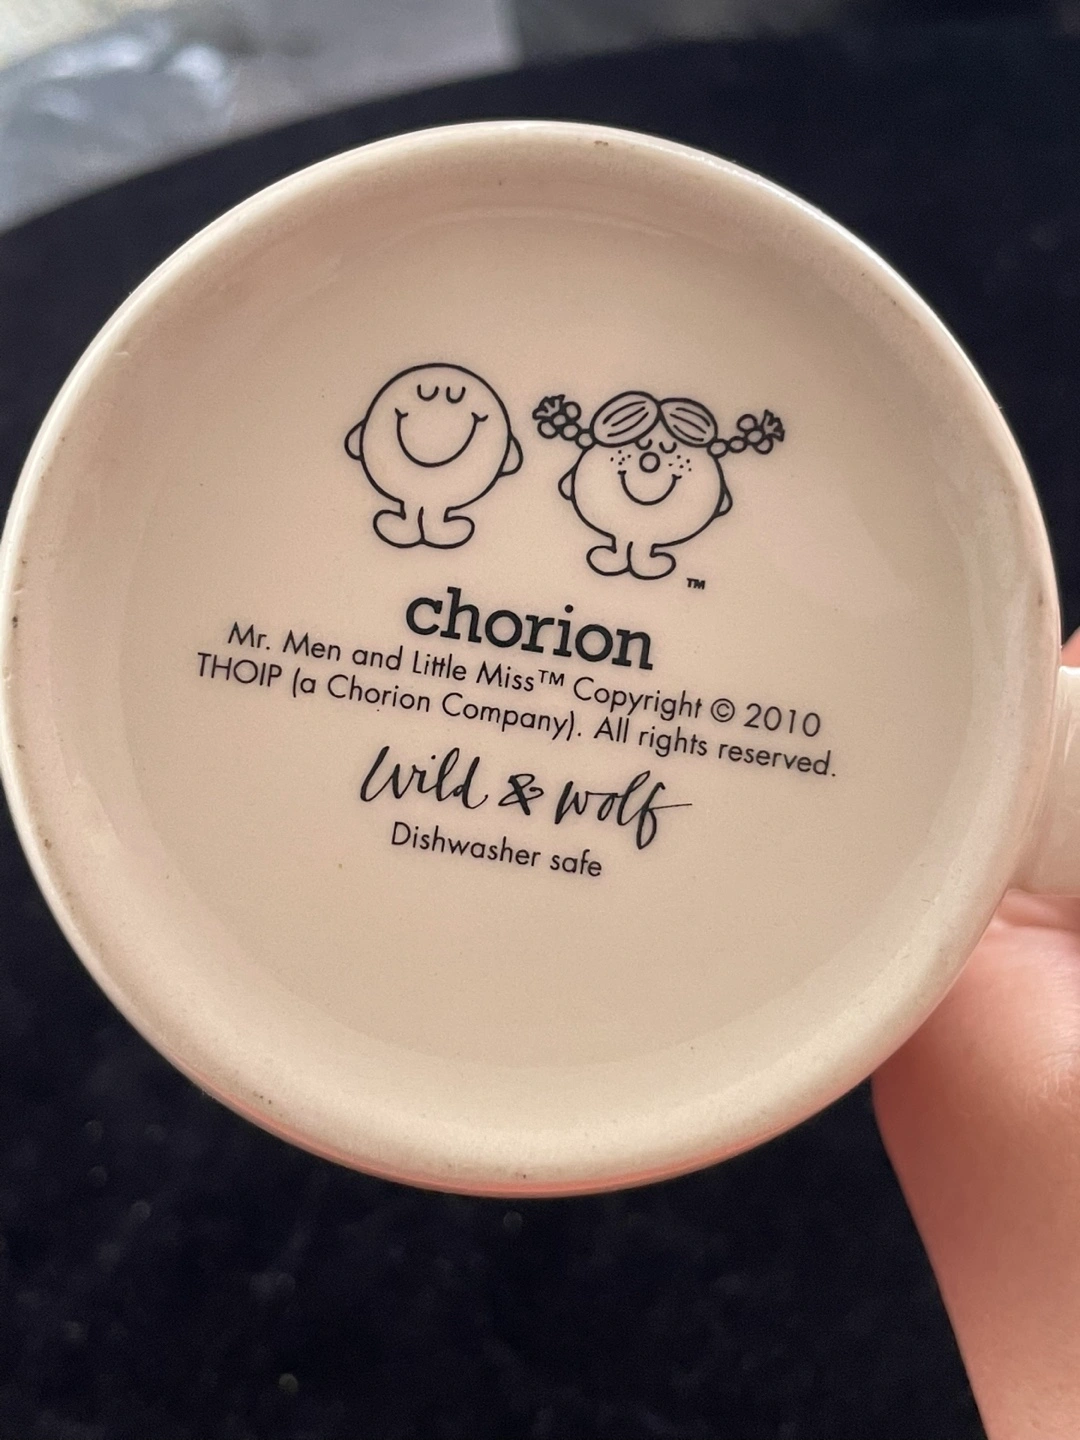 TM
chorion
Mr. Men and Little Miss™ Copyright © 2010
THOIP (a Chorion Company). All rights reserved.
Wild & Wolf
Dishwasher safe